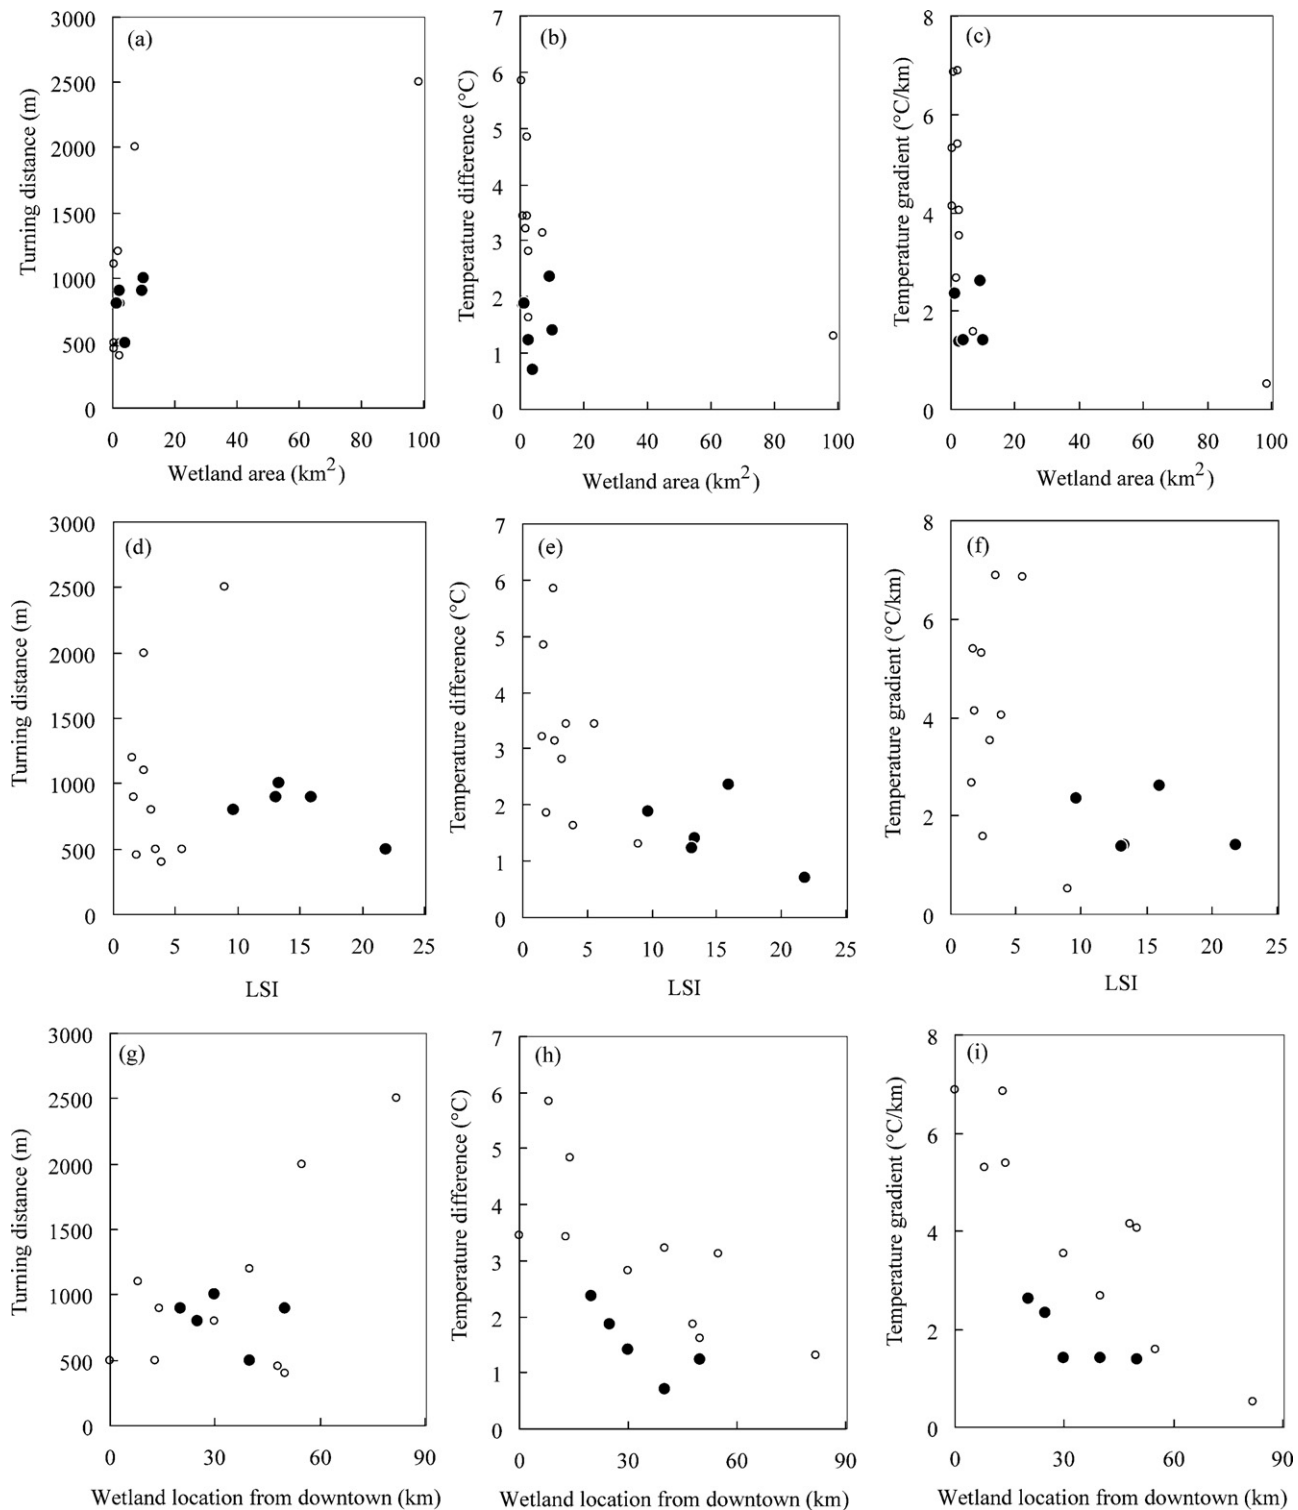 (a)
Turning distance (m)
3000
2500
2000
1500
1000
500
0
0 20 40 60 80 100
Wetland area (km²)
(b)
Temperature difference (°C)
7
6
5
4
3
2
1
0
0 20 40 60 80 100
Wetland area (km²)
(c)
Temperature gradient (°C/km)
8
6
4
2
0
0 20 40 60 80 100
Wetland area (km²)
(d)
Turning distance (m)
3000
2500
2000
1500
1000
500
0
0 5 10 15 20 25
LSI
(e)
Temperature difference (°C)
7
6
5
4
3
2
1
0
0 5 10 15 20 25
LSI
(f)
Temperature gradient (°C/km)
8
6
4
2
0
0 5 10 15 20 25
LSI
(g)
Turning distance (m)
3000
2500
2000
1500
1000
500
0
0 30 60 90
Wetland location from downtown (km)
(h)
Temperature difference (°C)
7
6
5
4
3
2
1
0
0 30 60 90
Wetland location from downtown (km)
(i)
Temperature gradient (°C/km)
8
6
4
2
0
0 30 60 90
Wetland location from downtown (km)